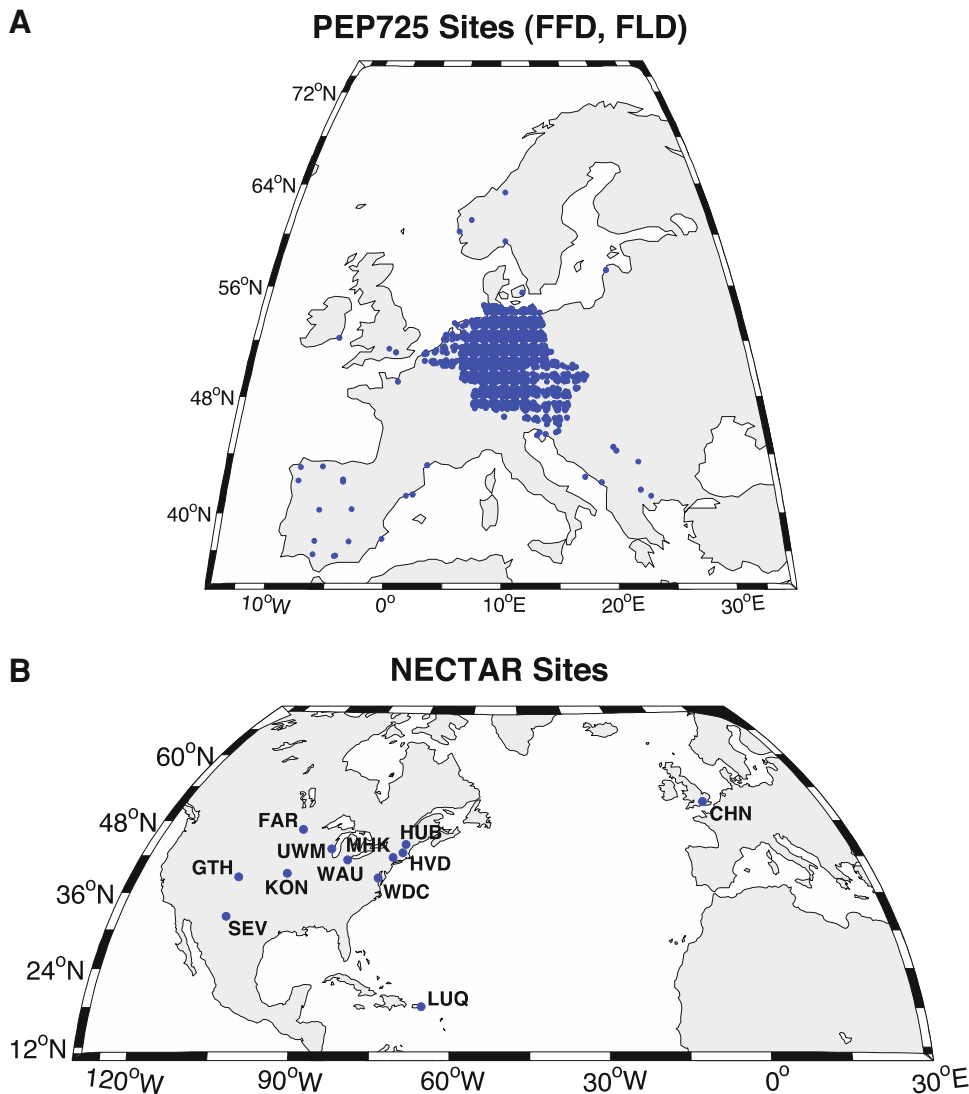 A
PEP725 Sites (FFD, FLD)
72°N
64°N
56°N
48°N
40°N
10°W 0° 10°E 20°E 30°E
B
NECTAR Sites
60°N
48°N
36°N
24°N
12°N
CHN
FAR
HUB
MHK
UWM
HVD
GTH
WAU
KON
WDC
SEV
LUQ
120°W 90°W 60°W 30°W 0° 30°E